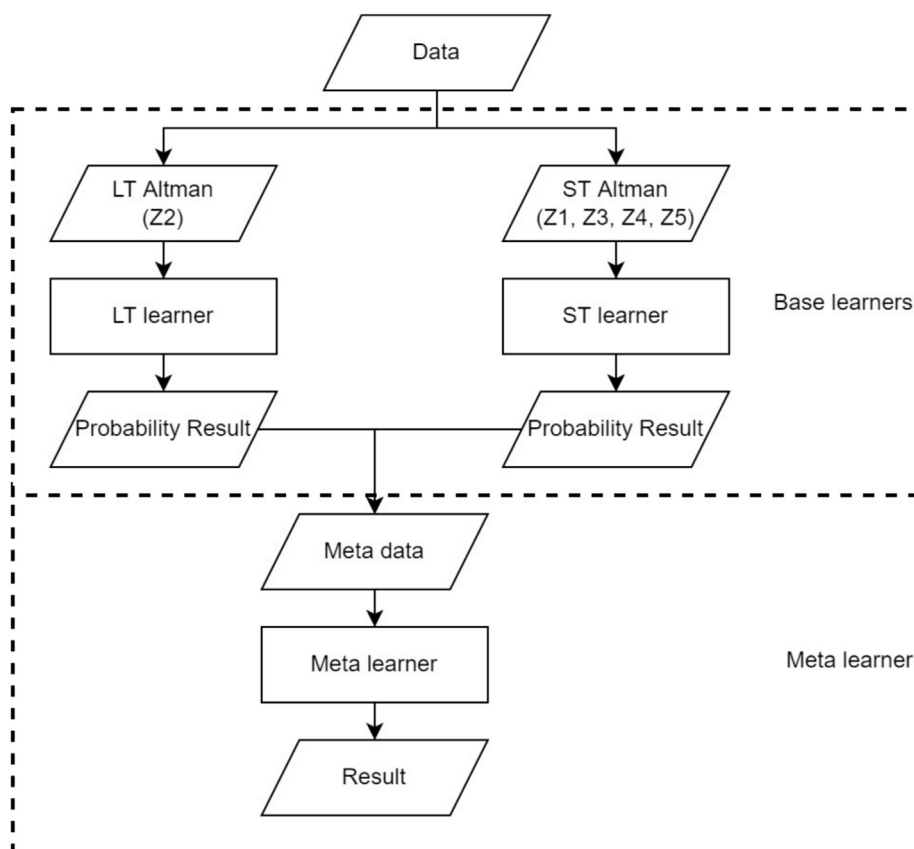 Data
LT Altman
(Z2)
ST Altman
(Z1, Z3, Z4, Z5)
LT learner
ST learner
Base learners
Probability Result
Probability Result
Meta data
Meta learner
Meta learner
Result